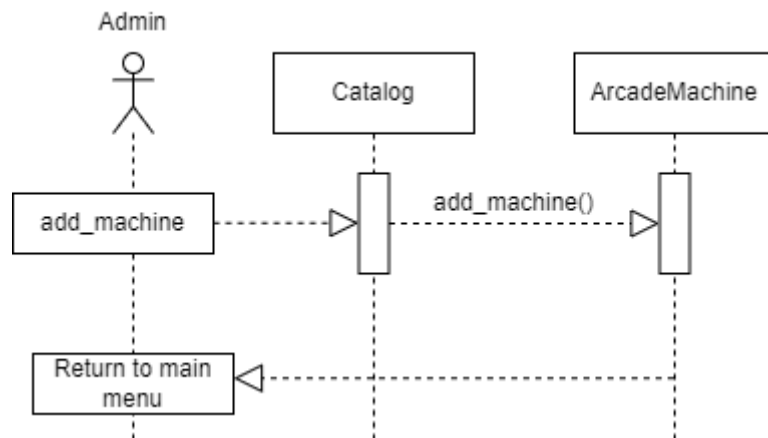 Admin
Catalog
ArcadeMachine
add_machine
add_machine()
Return to main
menu